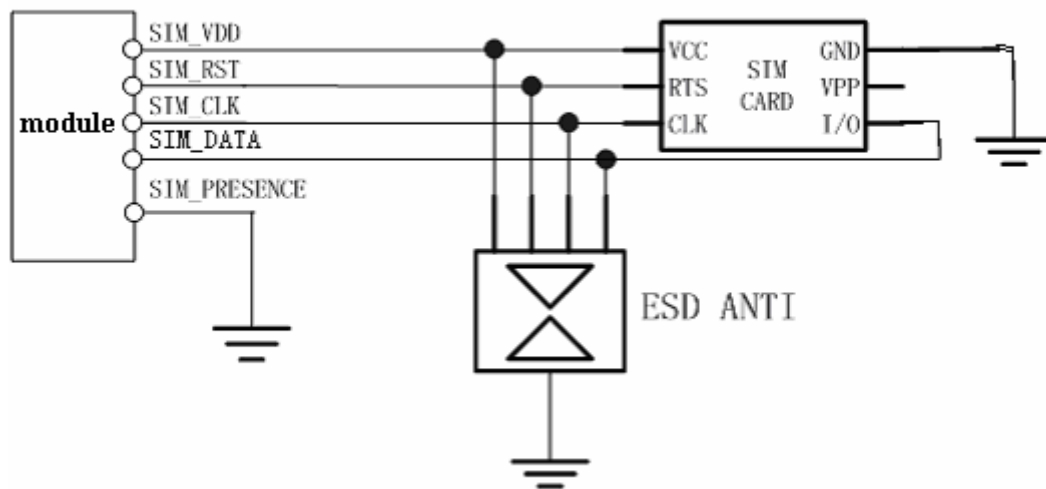 SIM_VDD
SIM_RST
SIM_CLK
SIM_DATA
SIM_PRESENCE
module
VCC
RTS
CLK
SIM
CARD
GND
VPP
I/O
ESD ANTI